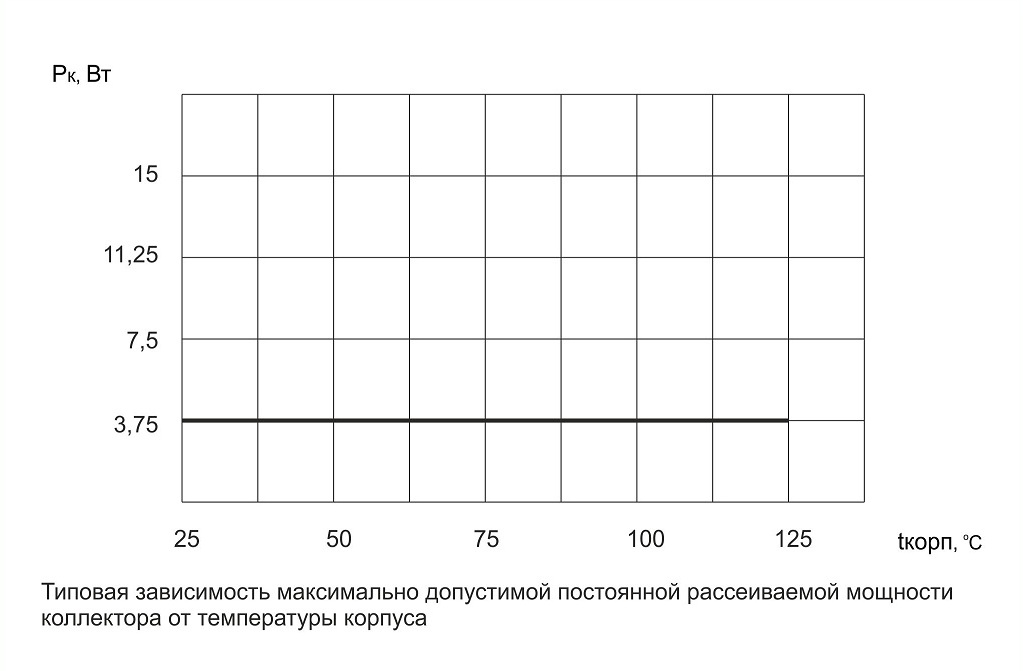 Рк, Вт
15
11,25
7,5
3,75
25 50 75 100 125 tкорп, °С
Типовая зависимость максимально допустимой постоянной рассеиваемой мощности
коллектора от температуры корпуса